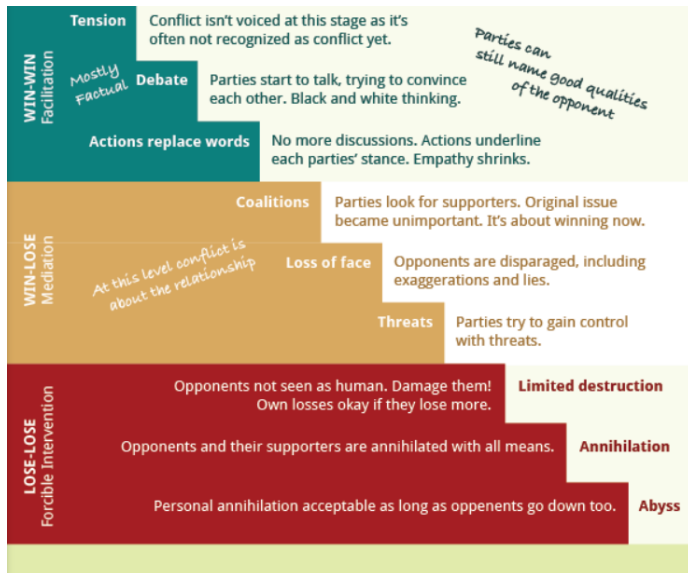 WIN-WIN
Facilitation
Tension
Conflict isn't voiced at this stage as it's
often not recognized as conflict yet.
Parties can
still name good qualities
of the opponent
Mostly
Factual
Debate
Parties start to talk, trying to convince
each other. Black and white thinking.
Actions replace words
No more discussions. Actions underline
each parties' stance. Empathy shrinks.
WIN-LOSE
Mediation
Coalitions
Parties look for supporters. Original issue
became unimportant. It's about winning now.
At this level conflict is
about the relationship
Loss of face
Opponents are disparaged, including
exaggerations and lies.
Threats
Parties try to gain control
with threats.
LOSE-LOSE
Forcible Intervention
Opponents not seen as human. Damage them!
Own losses okay if they lose more.
Limited destruction
Opponents and their supporters are annihilated with all means.
Annihilation
Personal annihilation acceptable as long as oppenents go down too.
Abyss